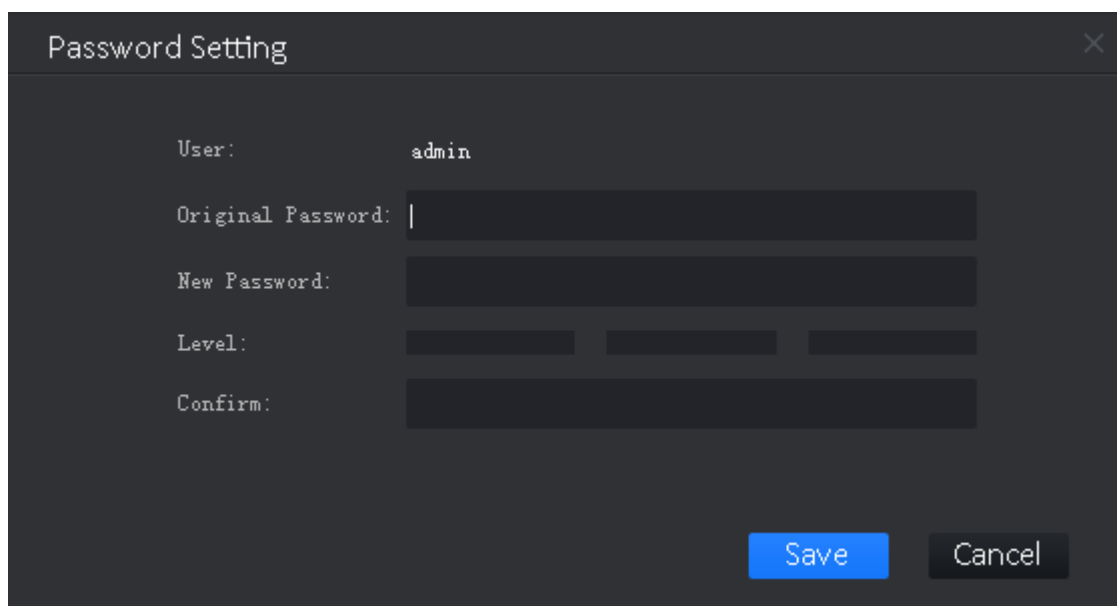 Password Setting
User: admin
Original Password:
New Password:
Level:
Confirm:
Save Cancel